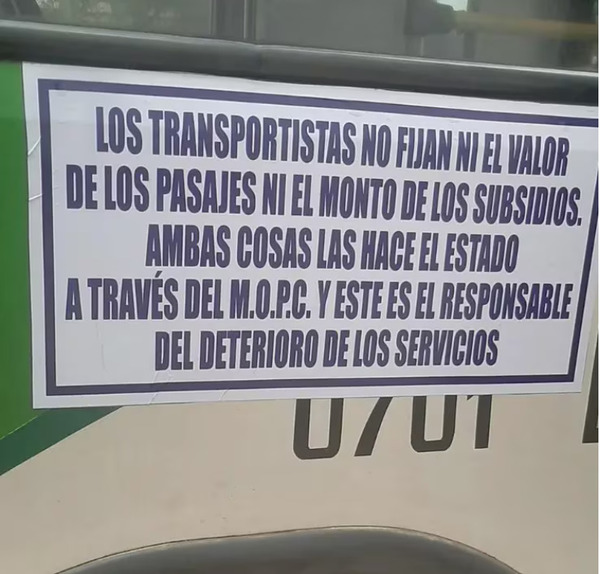 LOS TRANSPORTISTAS NO FIJAN NI EL VALOR
DE LOS PASAJES NI EL MONTO DE LOS SUBSIDIOS.
AMBAS COSAS LAS HACE EL ESTADO
A TRAVÉS DEL M.O.P.C. Y ESTE ES EL RESPONSABLE
DEL DETERIORO DE LOS SERVICIOS
0701